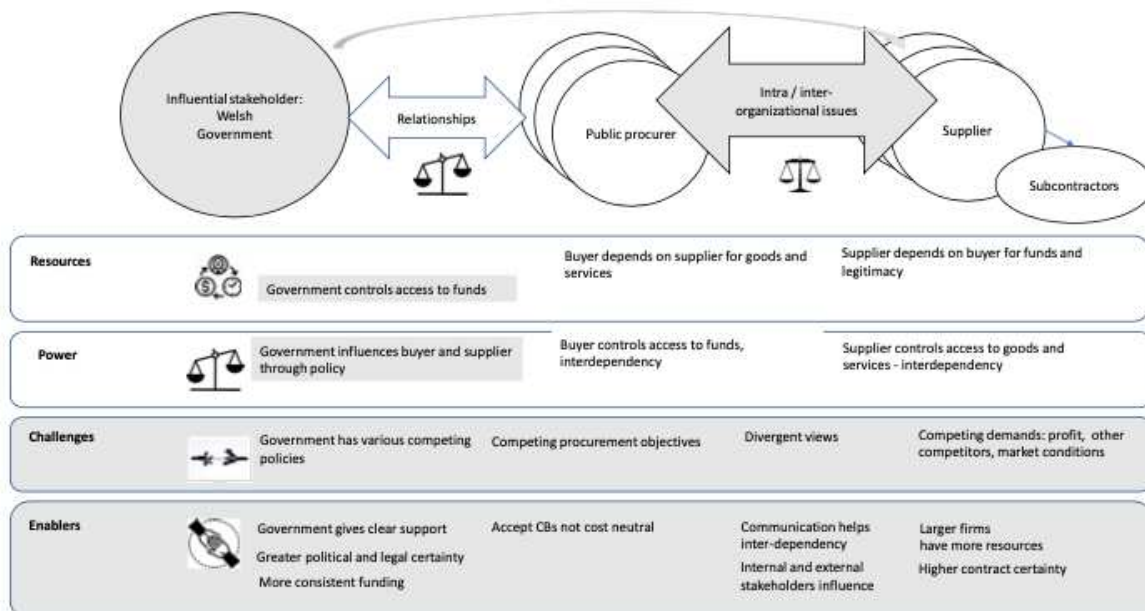 Influential stakeholder:
Welsh
Government
Relationships
Public procurer
Intra / inter-
organizational issues
Supplier
Subcontractors
Resources
Government controls access to funds
Buyer depends on supplier for goods and
services
Supplier depends on buyer for funds and
legitimacy
Power
Government influences buyer and supplier
through policy
Buyer controls access to funds,
interdependency
Supplier controls access to goods and
services - interdependency
Challenges
Government has various competing
policies
Competing procurement objectives
Divergent views
Competing demands: profit, other
competitors, market conditions
Enablers
Government gives clear support
Greater political and legal certainty
More consistent funding
Accept CBs not cost neutral
Communication helps
inter-dependency
Internal and external
stakeholders influence
Larger firms
have more resources
Higher contract certainty